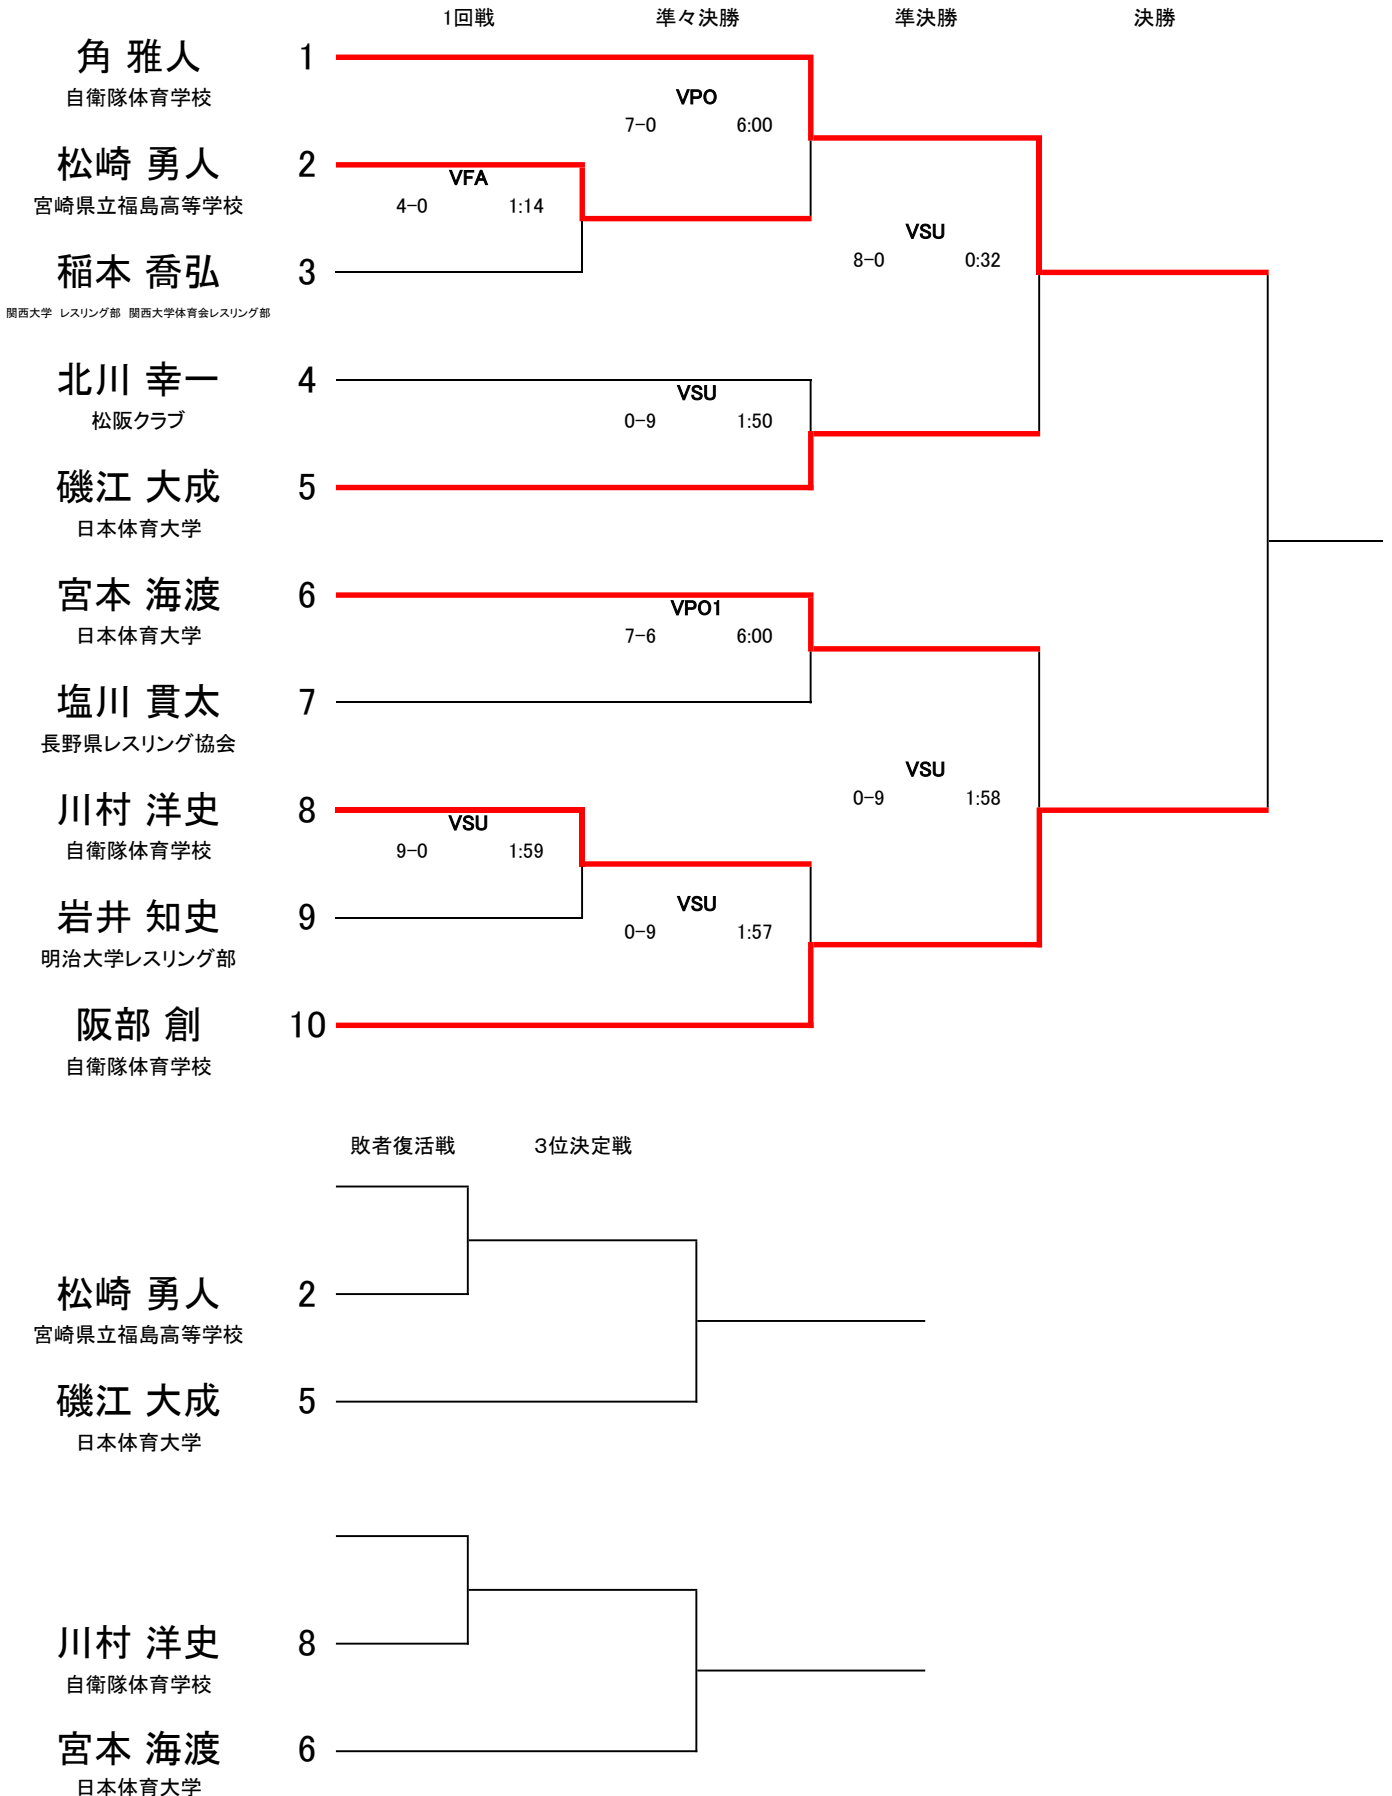 1回戦 準々決勝 準決勝 決勝
角 雅人 1
自衛隊体育学校
VPO
7-0 6:00
松崎 勇人 2
VFA
宮崎県立福島高等学校
4-0 1:14
VSU
8-0 0:32
稲本 喬弘 3
関西大学 レスリング部 関西大学体育会レスリング部
北川 幸一 4
VSU
松阪クラブ
0-9 1:50
磯江 大成 5
日本体育大学
宮本 海渡 6
VPO1
日本体育大学
7-6 6:00
塩川 貫太 7
長野県レスリング協会
VSU
0-9 1:58
川村 洋史 8
VSU
自衛隊体育学校
9-0 1:59
VSU
岩井 知史 9
0-9 1:57
明治大学レスリング部
阪部 創 10
自衛隊体育学校
敗者復活戦 3位決定戦
松崎 勇人 2
宮崎県立福島高等学校
磯江 大成 5
日本体育大学
川村 洋史 8
自衛隊体育学校
宮本 海渡 6
日本体育大学